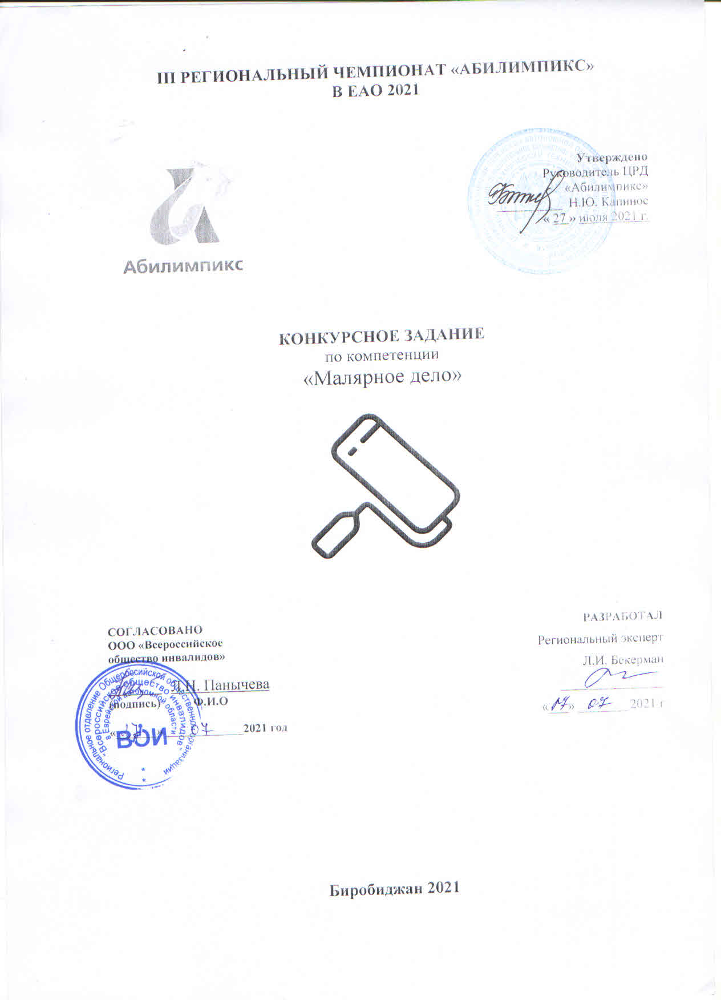 III РЕГИОНАЛЬНЫЙ ЧЕМПИОНАТ «АБИЛИМПИКС»
В ЕАО 2021
Абилимпикс
Утверждено
Руководитель ЦРД
«Абилимпикс»
Н.Ю. Капинос
« 27 » июля 2021 г.
КОНКУРСНОЕ ЗАДАНИЕ
по компетенции
«Малярное дело»
СОГЛАСОВАНО
ООО «Всероссийское
общество инвалидов»
Л.Н. Панычева
(подпись) Ф.И.О
« 17 » 07 2021 год
Региональное отделение Общероссийской общественной организации
"Всероссийское общество инвалидов"
в Еврейской автономной области
ВОИ
РАЗРАБОТАЛ
Региональный эксперт
Л.И. Бекерман
« 17 » 07 2021 г
Биробиджан 2021